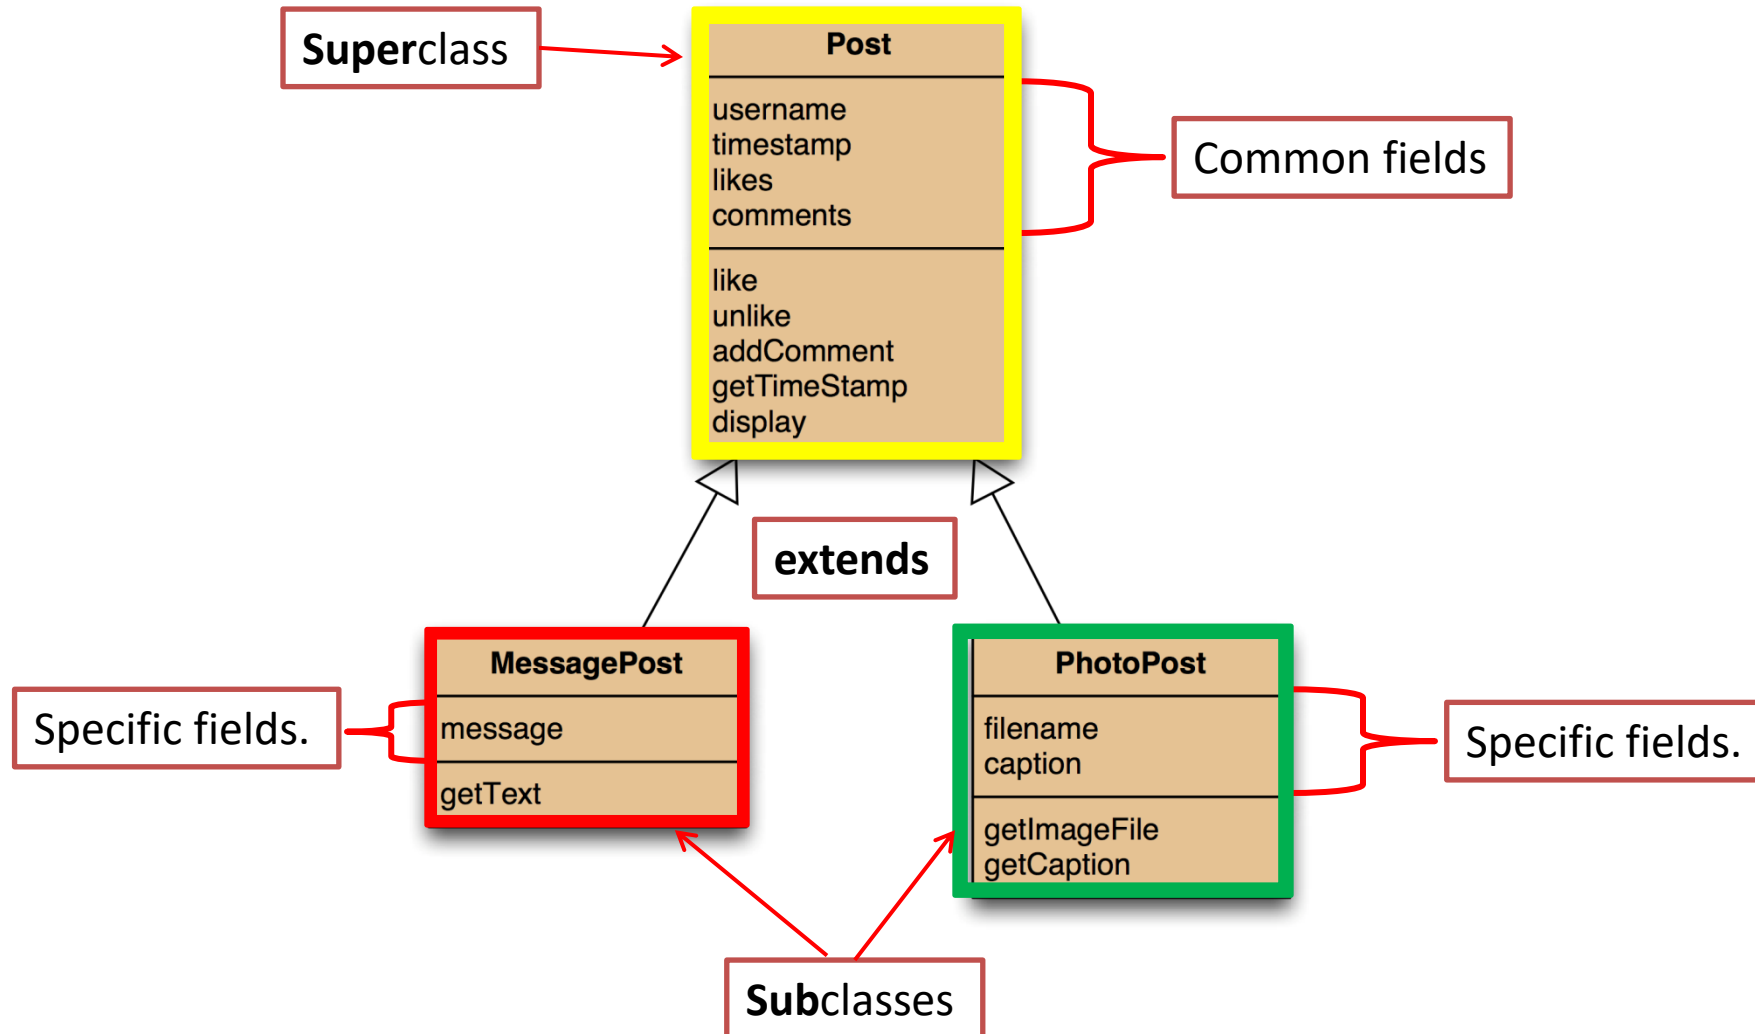 Superclass
Post
username
timestamp
likes
comments
Common fields
like
unlike
addComment
getTimeStamp
display
extends
MessagePost
message
getText
Specific fields.
PhotoPost
filename
caption
getImageFile
getCaption
Specific fields.
Subclasses